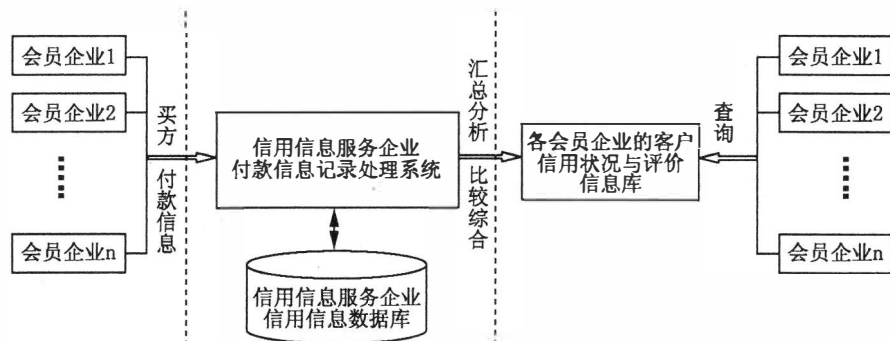 会员企业1
会员企业2
会员企业n
买方
付款信息
信用信息服务企业
付款信息记录处理系统
信用信息服务企业
信用信息数据库
汇总分析
比较综合
各会员企业的客户
信用状况与评价
信息库
查询
会员企业1
会员企业2
会员企业n